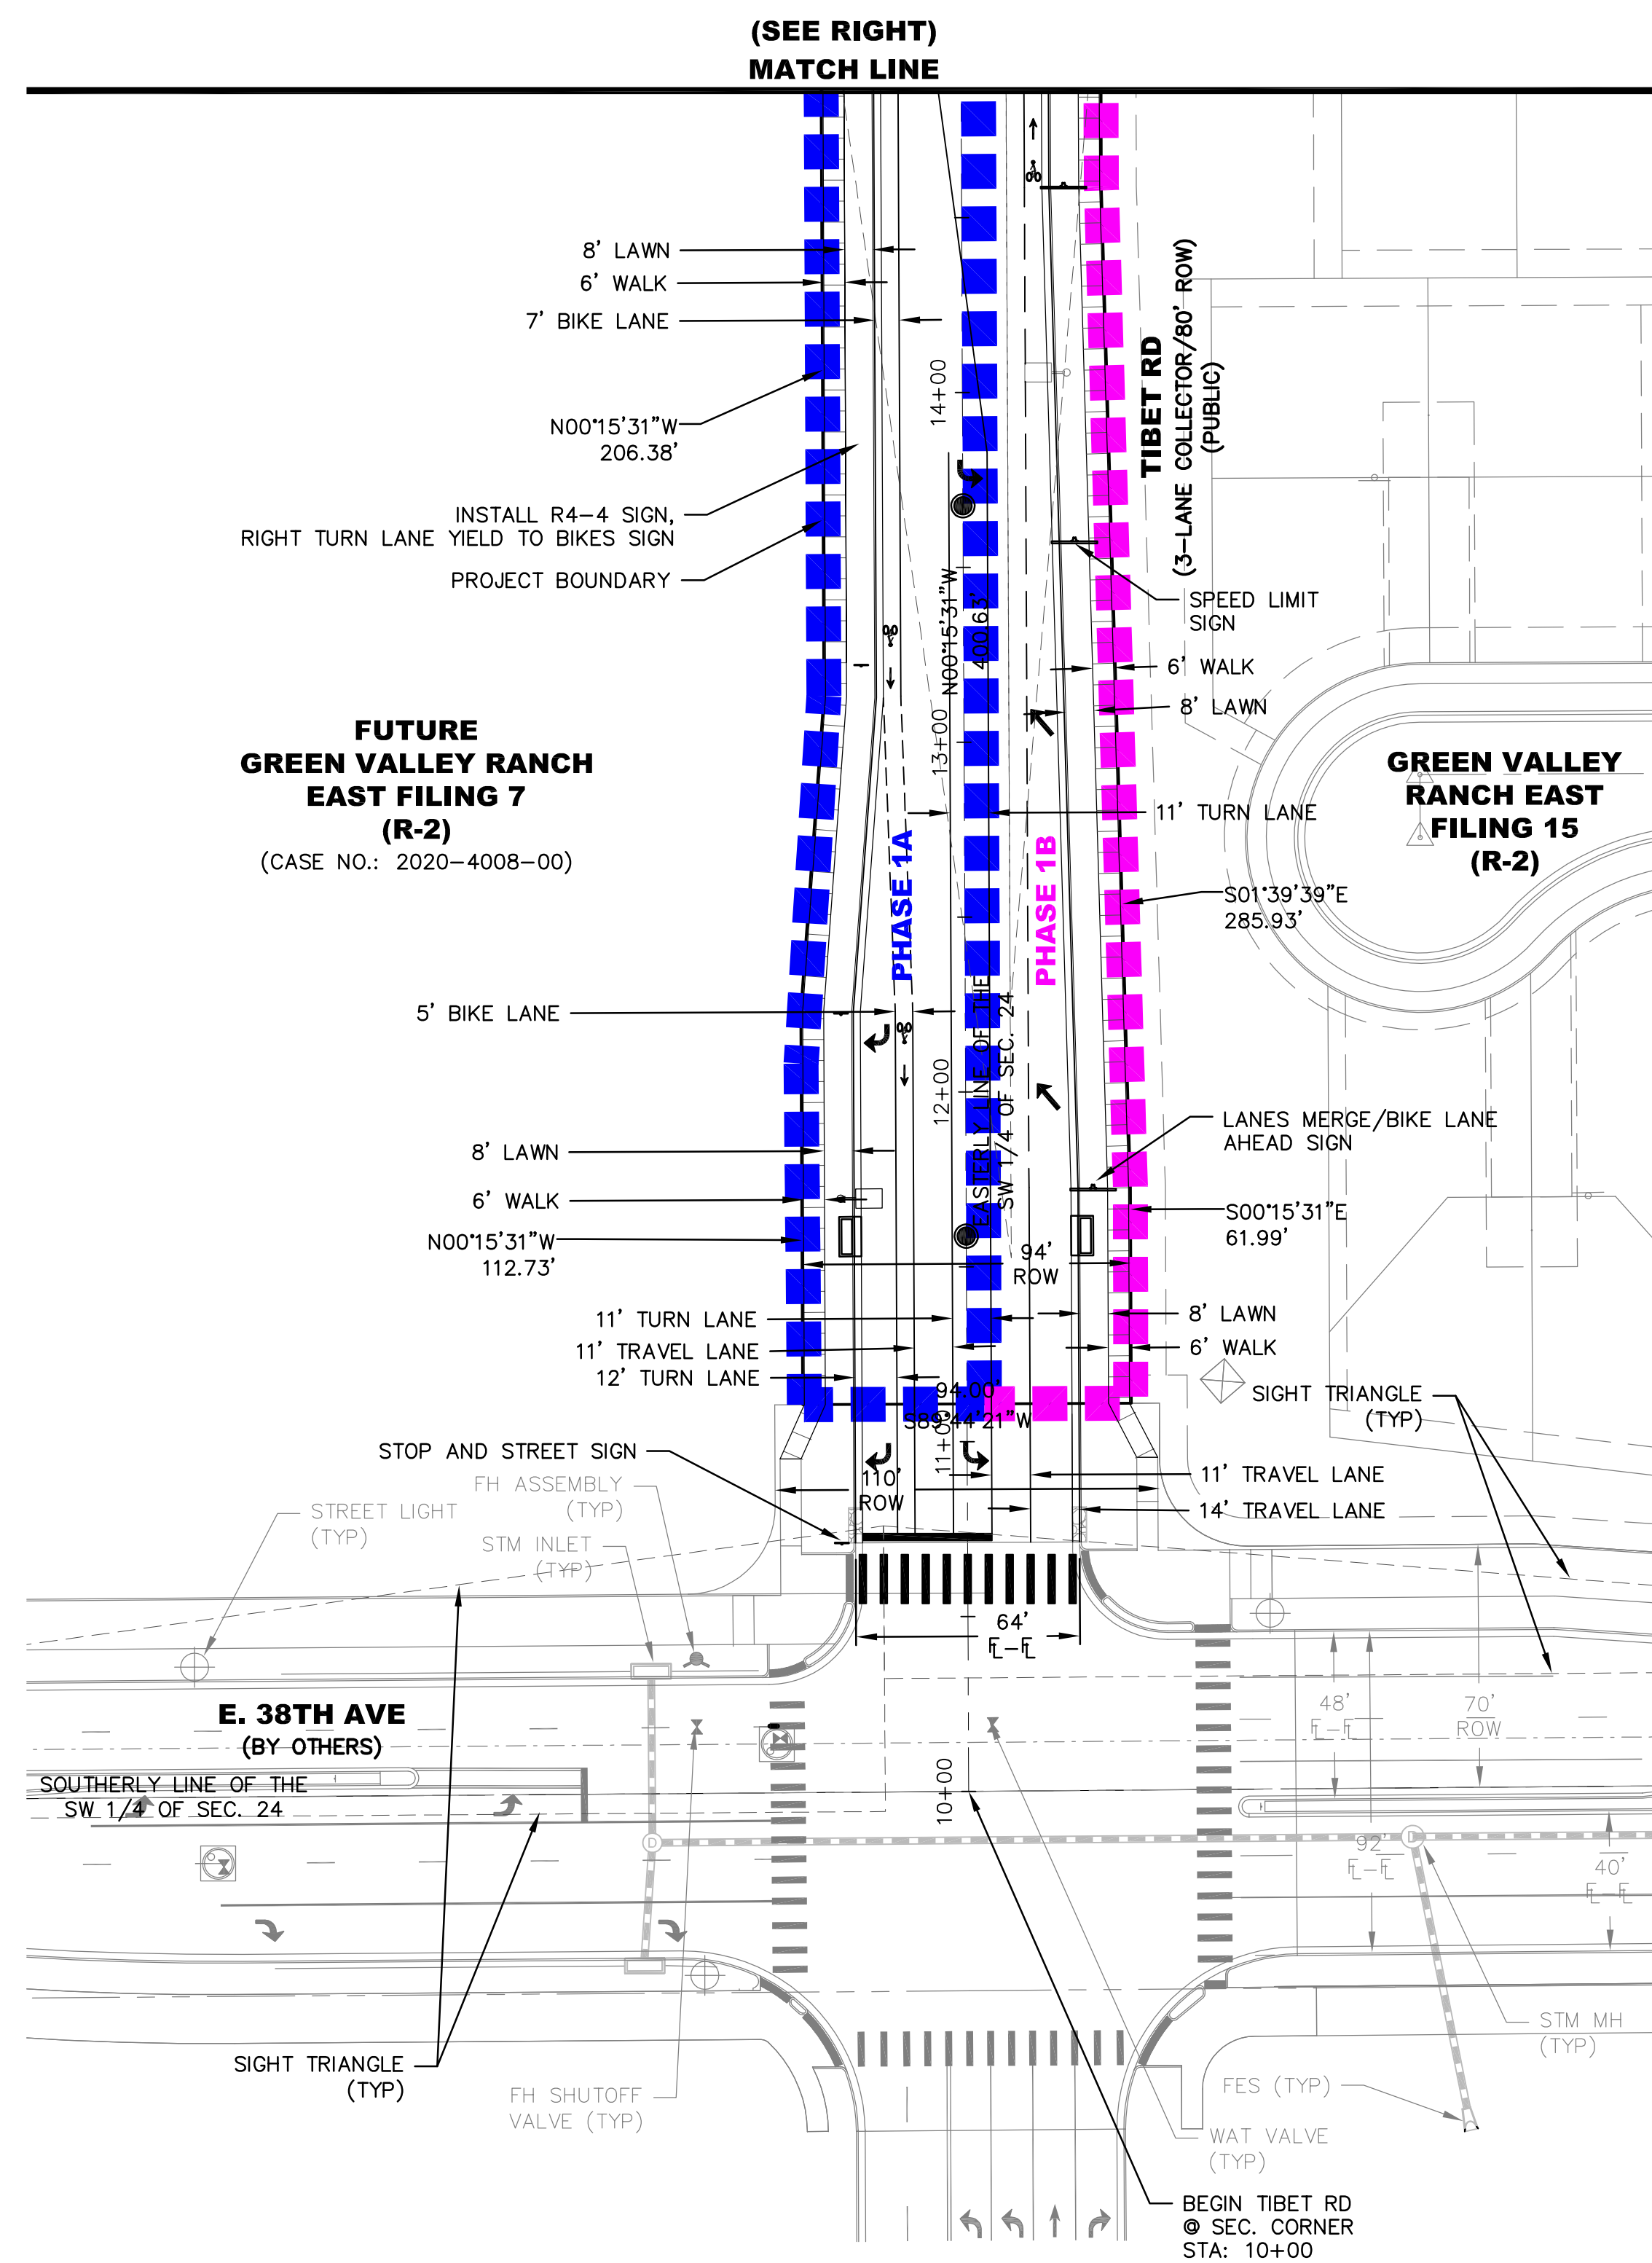 (SEE RIGHT)
MATCH LINE
8' LAWN
6' WALK
7' BIKE LANE
N00°15'31"W
206.38'
INSTALL R4-4 SIGN,
RIGHT TURN LANE YIELD TO BIKES SIGN
PROJECT BOUNDARY
14+00
TIBET RD
(3-LANE COLLECTOR/80' ROW)
(PUBLIC)
SPEED LIMIT
SIGN
6' WALK
8' LAWN
N00°15'31"W
400.63'
13+00
FUTURE
GREEN VALLEY RANCH
EAST FILING 7
(R-2)
(CASE NO.: 2020-4008-00)
GREEN VALLEY
RANCH EAST
FILING 15
(R-2)
11' TURN LANE
PHASE 1A
PHASE 1B
S01°39'39"E
285.93'
5' BIKE LANE
EASTERLY LINE OF THE
SW 1/4 OF SEC. 24
12+00
LANES MERGE/BIKE LANE
AHEAD SIGN
8' LAWN
6' WALK
N00°15'31"W
112.73'
S00°15'31"E
61.99'
94'
ROW
11' TURN LANE
11' TRAVEL LANE
12' TURN LANE
8' LAWN
6' WALK
94.00'
S89°44'21"W
11+00
SIGHT TRIANGLE
(TYP)
STOP AND STREET SIGN
FH ASSEMBLY
(TYP)
STREET LIGHT
(TYP)
STM INLET
(TYP)
110'
ROW
11' TRAVEL LANE
14' TRAVEL LANE
64'
FL-FL
E. 38TH AVE
(BY OTHERS)
SOUTHERLY LINE OF THE
SW 1/4 OF SEC. 24
10+00
48'
FL-FL
70'
ROW
92'
FL-FL
40'
FL-FL
D
D
SIGHT TRIANGLE
(TYP)
FH SHUTOFF
VALVE (TYP)
STM MH
(TYP)
FES (TYP)
WAT VALVE
(TYP)
BEGIN TIBET RD
@ SEC. CORNER
STA: 10+00